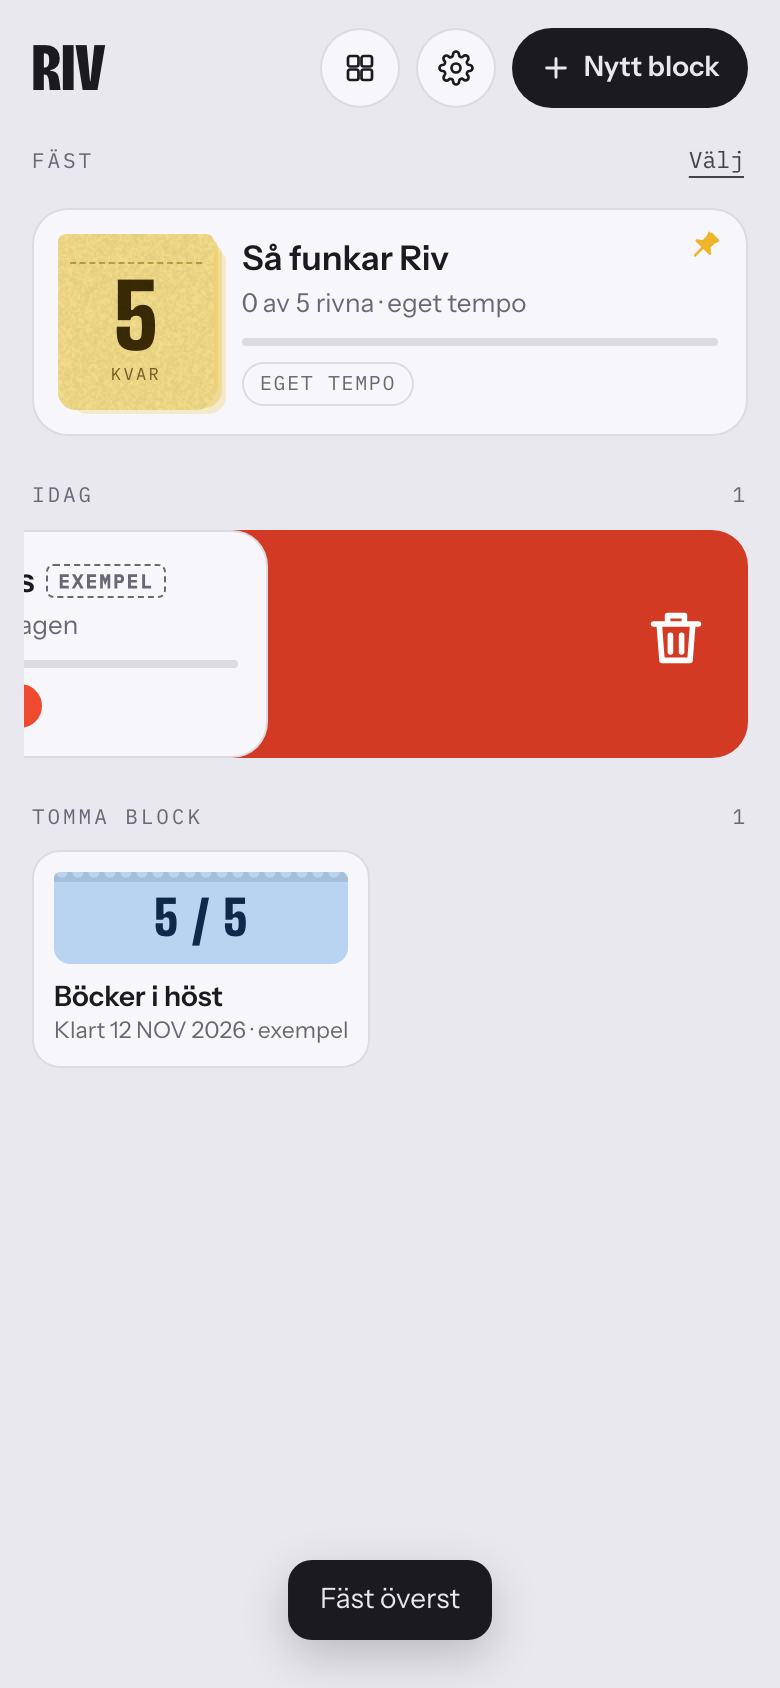 RIV
Nytt block
FÄST
Välj
5
KVAR
Så funkar Riv
0 av 5 rivna · eget tempo
EGET TEMPO
IDAG
1
s EXEMPEL
agen
TOMMA BLOCK
1
5 / 5
Böcker i höst
Klart 12 NOV 2026 · exempel
Fäst överst